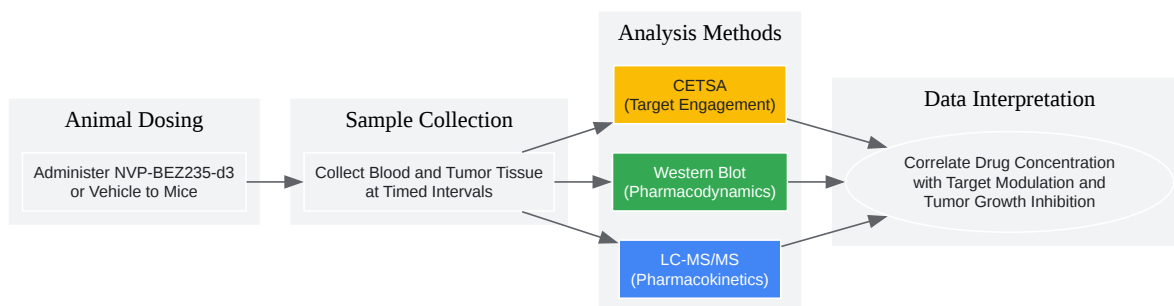 Animal Dosing
Administer NVP-BEZ235-d3
or Vehicle to Mice
Sample Collection
Collect Blood and Tumor Tissue
at Timed Intervals
Analysis Methods
CETSA
(Target Engagement)
Western Blot
(Pharmacodynamics)
LC-MS/MS
(Pharmacokinetics)
Data Interpretation
Correlate Drug Concentration
with Target Modulation and
Tumor Growth Inhibition